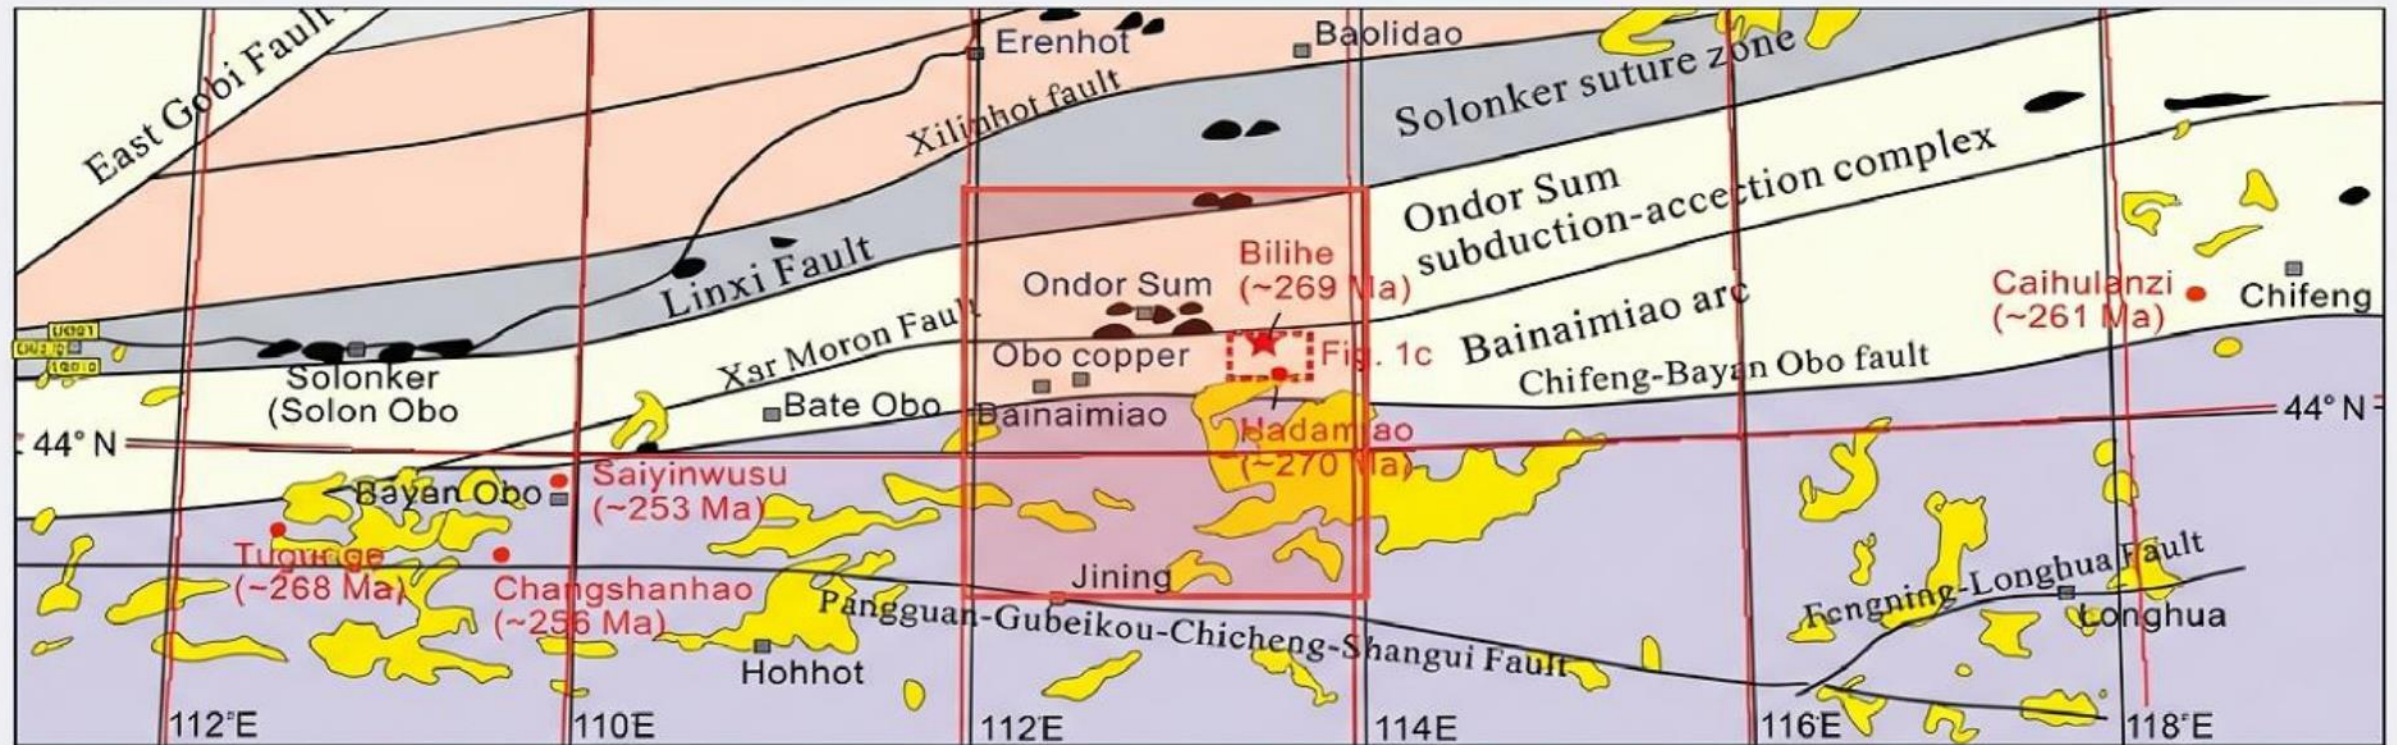 East Gobi Fault
Erenhot
Baolidao
Xilinhot fault
Solonker suture zone
Linxi Fault
Ondor Sum
subduction-accection complex
Bilihe
(~269 Ma)
Ondor Sum
Caihulanzi
(~261 Ma)
Chifeng
Bainaimiao arc
Xar Moron Fault
Obo copper
Fig. 1c
Chifeng-Bayan Obo fault
Solonker
(Solon Obo
Bate Obo
Bainaimiao
44°N
44°N
Hadamiao
(~270 Ma)
Bayan Obo
Saiyinwusu
(~253 Ma)
(~268 Ma)
Changshanhao
(~256 Ma)
Jining
Pangguan-Gubeikou-Chicheng-Shangui Fault
Fengning-Longhua Fault
Longhua
Hohhot
112°E
110E
112E
114E
116E
118°E